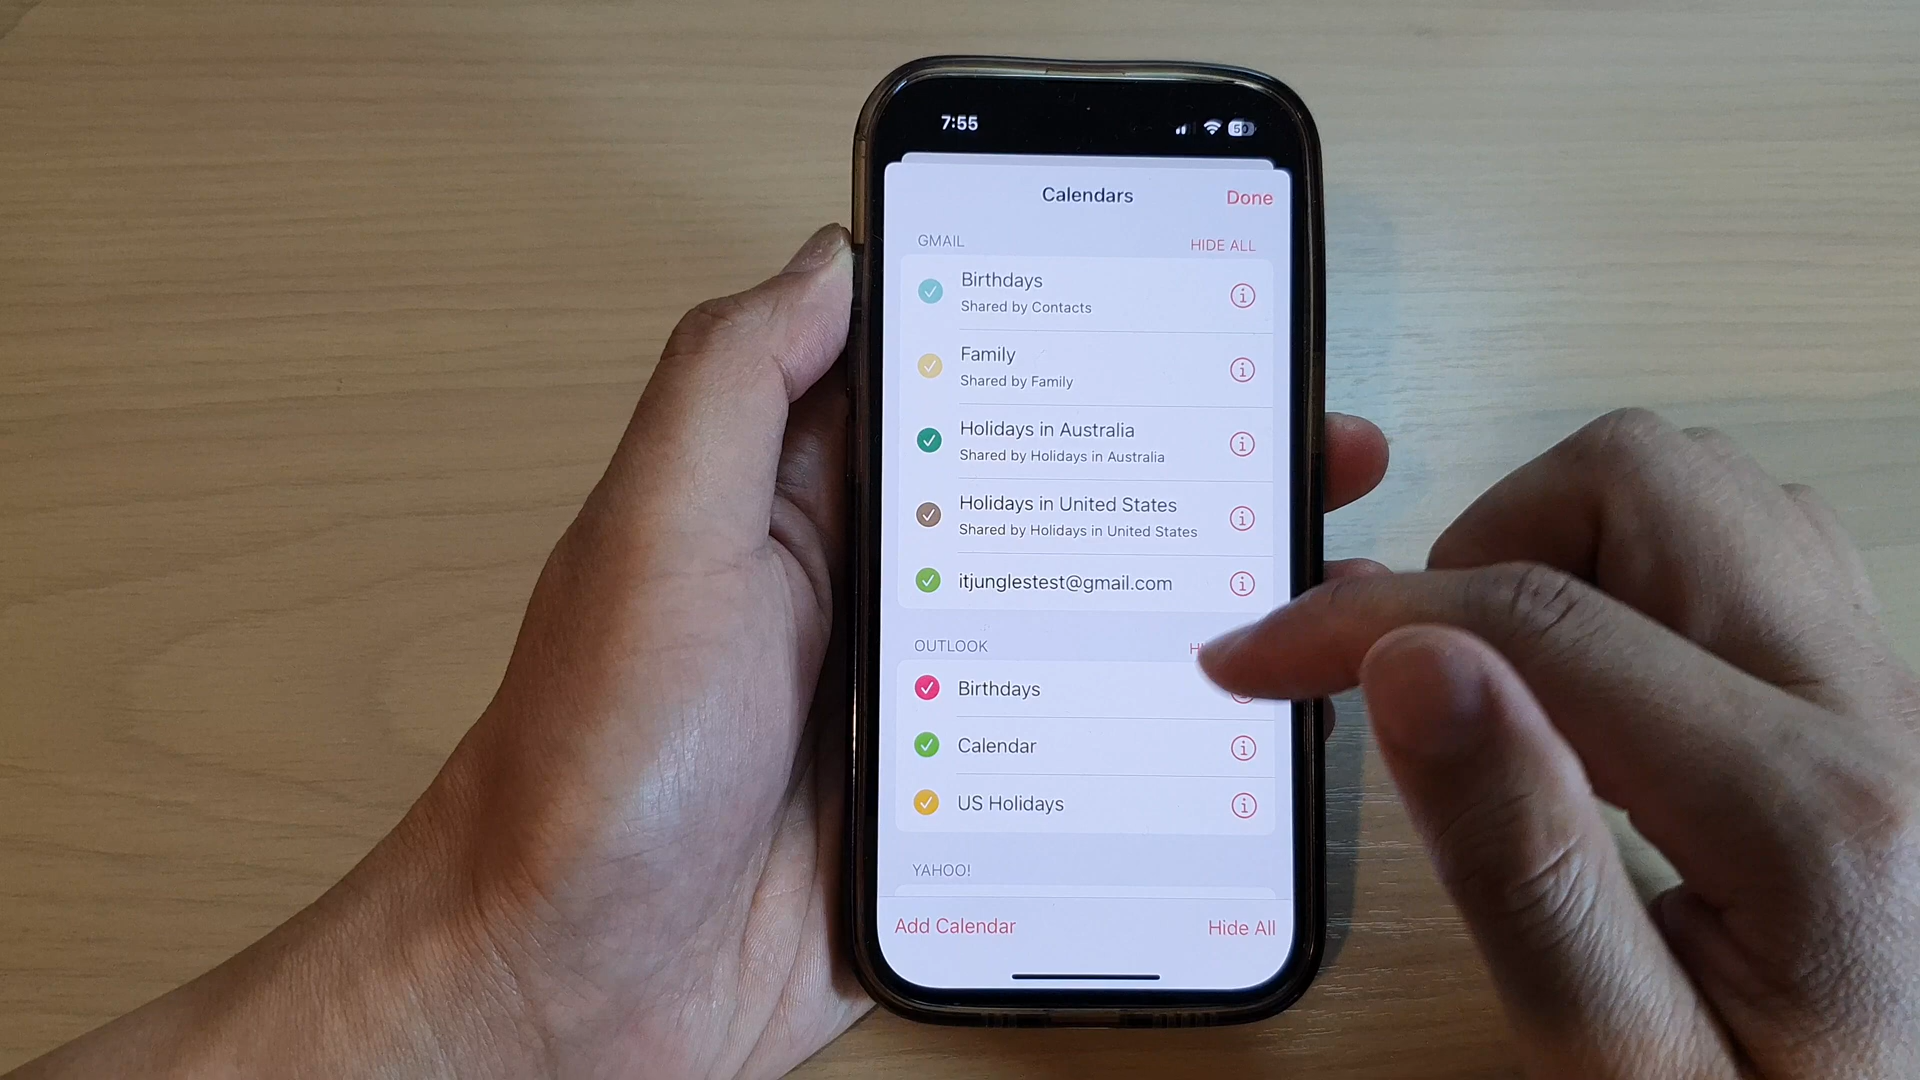 7:55
50
Calendars
Done
GMAIL
HIDE ALL
Birthdays
Shared by Contacts
Family
Shared by Family
Holidays in Australia
Shared by Holidays in Australia
Holidays in United States
Shared by Holidays in United States
itjunglestest@gmail.com
OUTLOOK
Birthdays
Calendar
US Holidays
YAHOO!
Add Calendar
Hide All